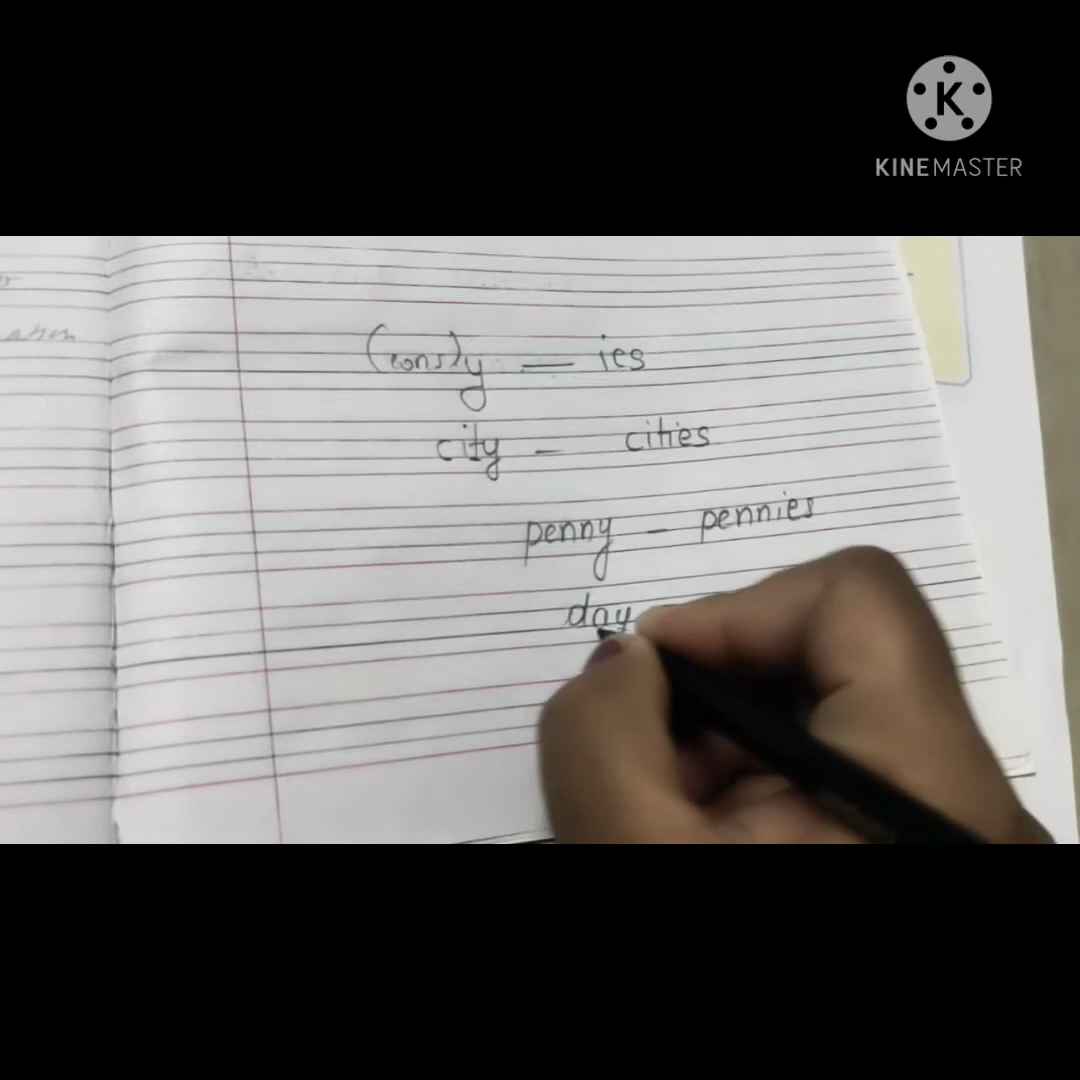 KINEMASTER
(cons)y — ies
city — cities
penny — pennies
day